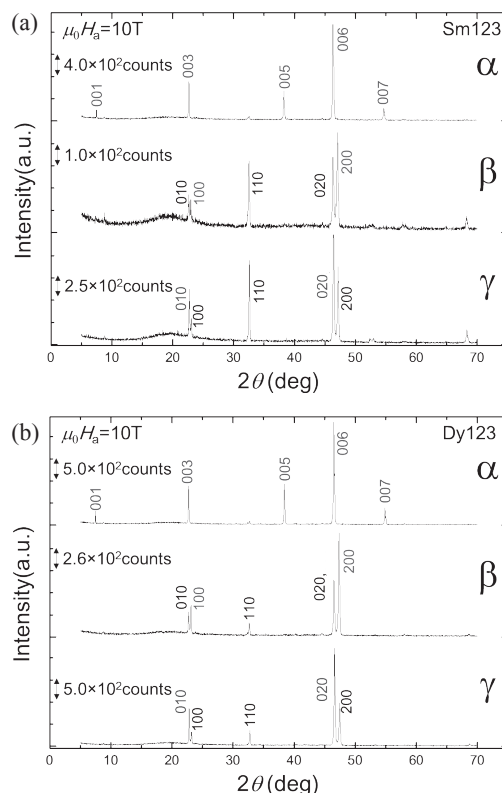 (a)
μ₀Hₐ=10T
Sm123
Intensity(a.u.)
4.0×10²counts
001
003
005
006
007
α
1.0×10²counts
010
100
110
020
200
β
2.5×10²counts
010
100
110
020
200
γ
0 10 20 30 40 50 60 70
2θ(deg)
(b)
μ₀Hₐ=10T
Dy123
Intensity(a.u.)
5.0×10²counts
001
003
005
006
007
α
2.6×10²counts
010
100
110
020,
200
β
5.0×10²counts
010
100
110
020
200
γ
0 10 20 30 40 50 60 70
2θ(deg)